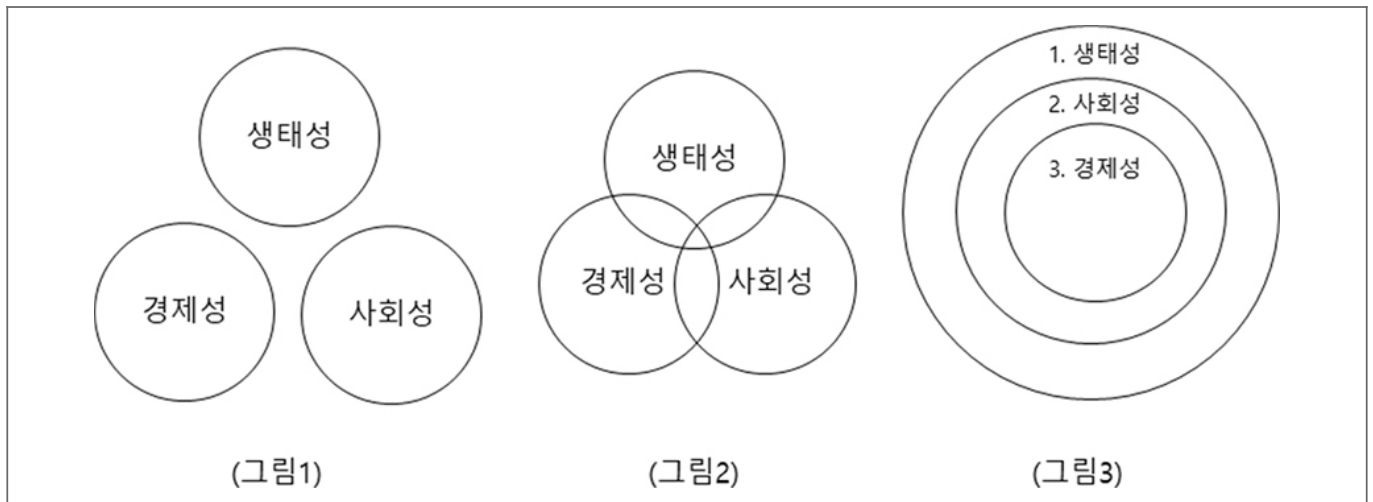 생태성
경제성
사회성
(그림1)
생태성
경제성
사회성
(그림2)
1. 생태성
2. 사회성
3. 경제성
(그림3)